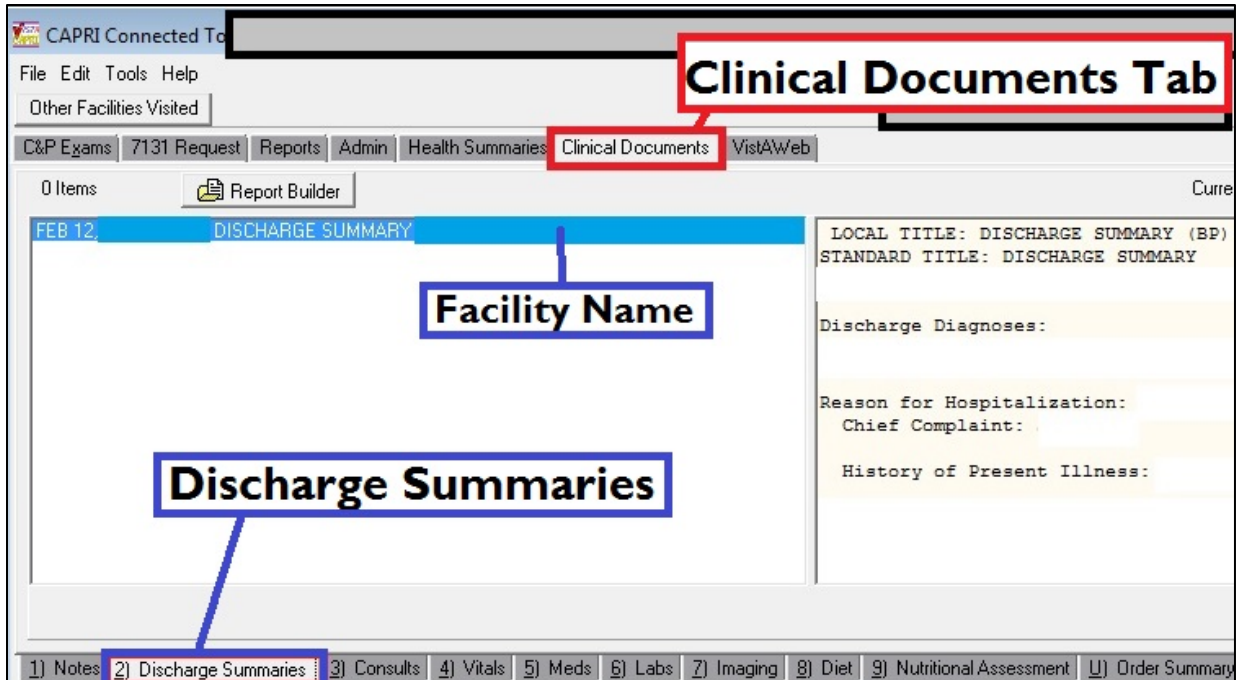 CAPRI Connected To
File Edit Tools Help
Clinical Documents Tab
Other Facilities Visited
C&P Exams 7131 Request Reports Admin Health Summaries Clinical Documents VistAWeb
0 Items Report Builder Curre
FEB 12, DISCHARGE SUMMARY
LOCAL TITLE: DISCHARGE SUMMARY (BP)
STANDARD TITLE: DISCHARGE SUMMARY
Facility Name
Discharge Diagnoses:
Reason for Hospitalization:
Chief Complaint:
History of Present Illness:
Discharge Summaries
1) Notes 2) Discharge Summaries 3) Consults 4) Vitals 5) Meds 6) Labs 7) Imaging 8) Diet 9) Nutritional Assessment U) Order Summary